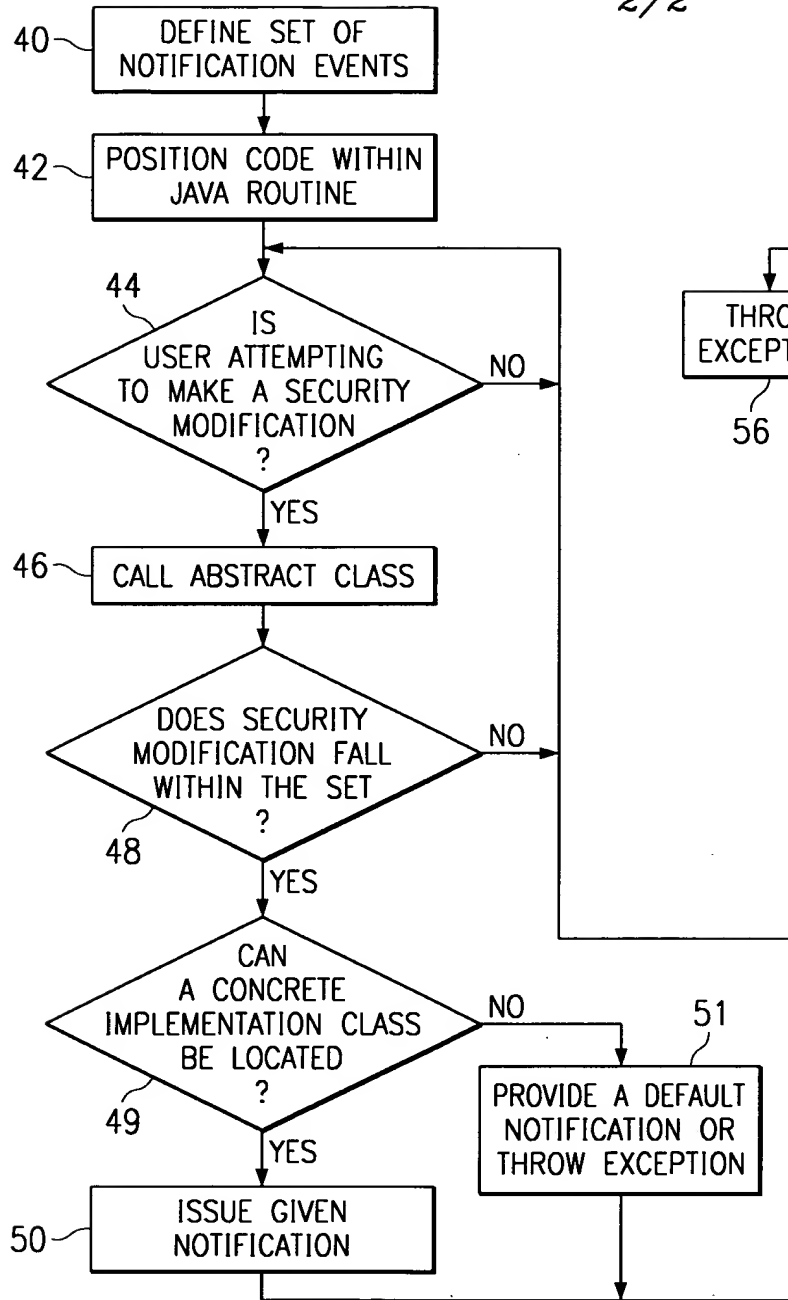 2/2
40
DEFINE SET OF
NOTIFICATION EVENTS
42
POSITION CODE WITHIN
JAVA ROUTINE
44
IS
USER ATTEMPTING
TO MAKE A SECURITY
MODIFICATION
?
NO
YES
THRO
EXCEPT
56
46
CALL ABSTRACT CLASS
DOES SECURITY
MODIFICATION FALL
WITHIN THE SET
?
NO
48
YES
CAN
A CONCRETE
IMPLEMENTATION CLASS
BE LOCATED
?
NO
49
YES
51
PROVIDE A DEFAULT
NOTIFICATION OR
THROW EXCEPTION
50
ISSUE GIVEN
NOTIFICATION